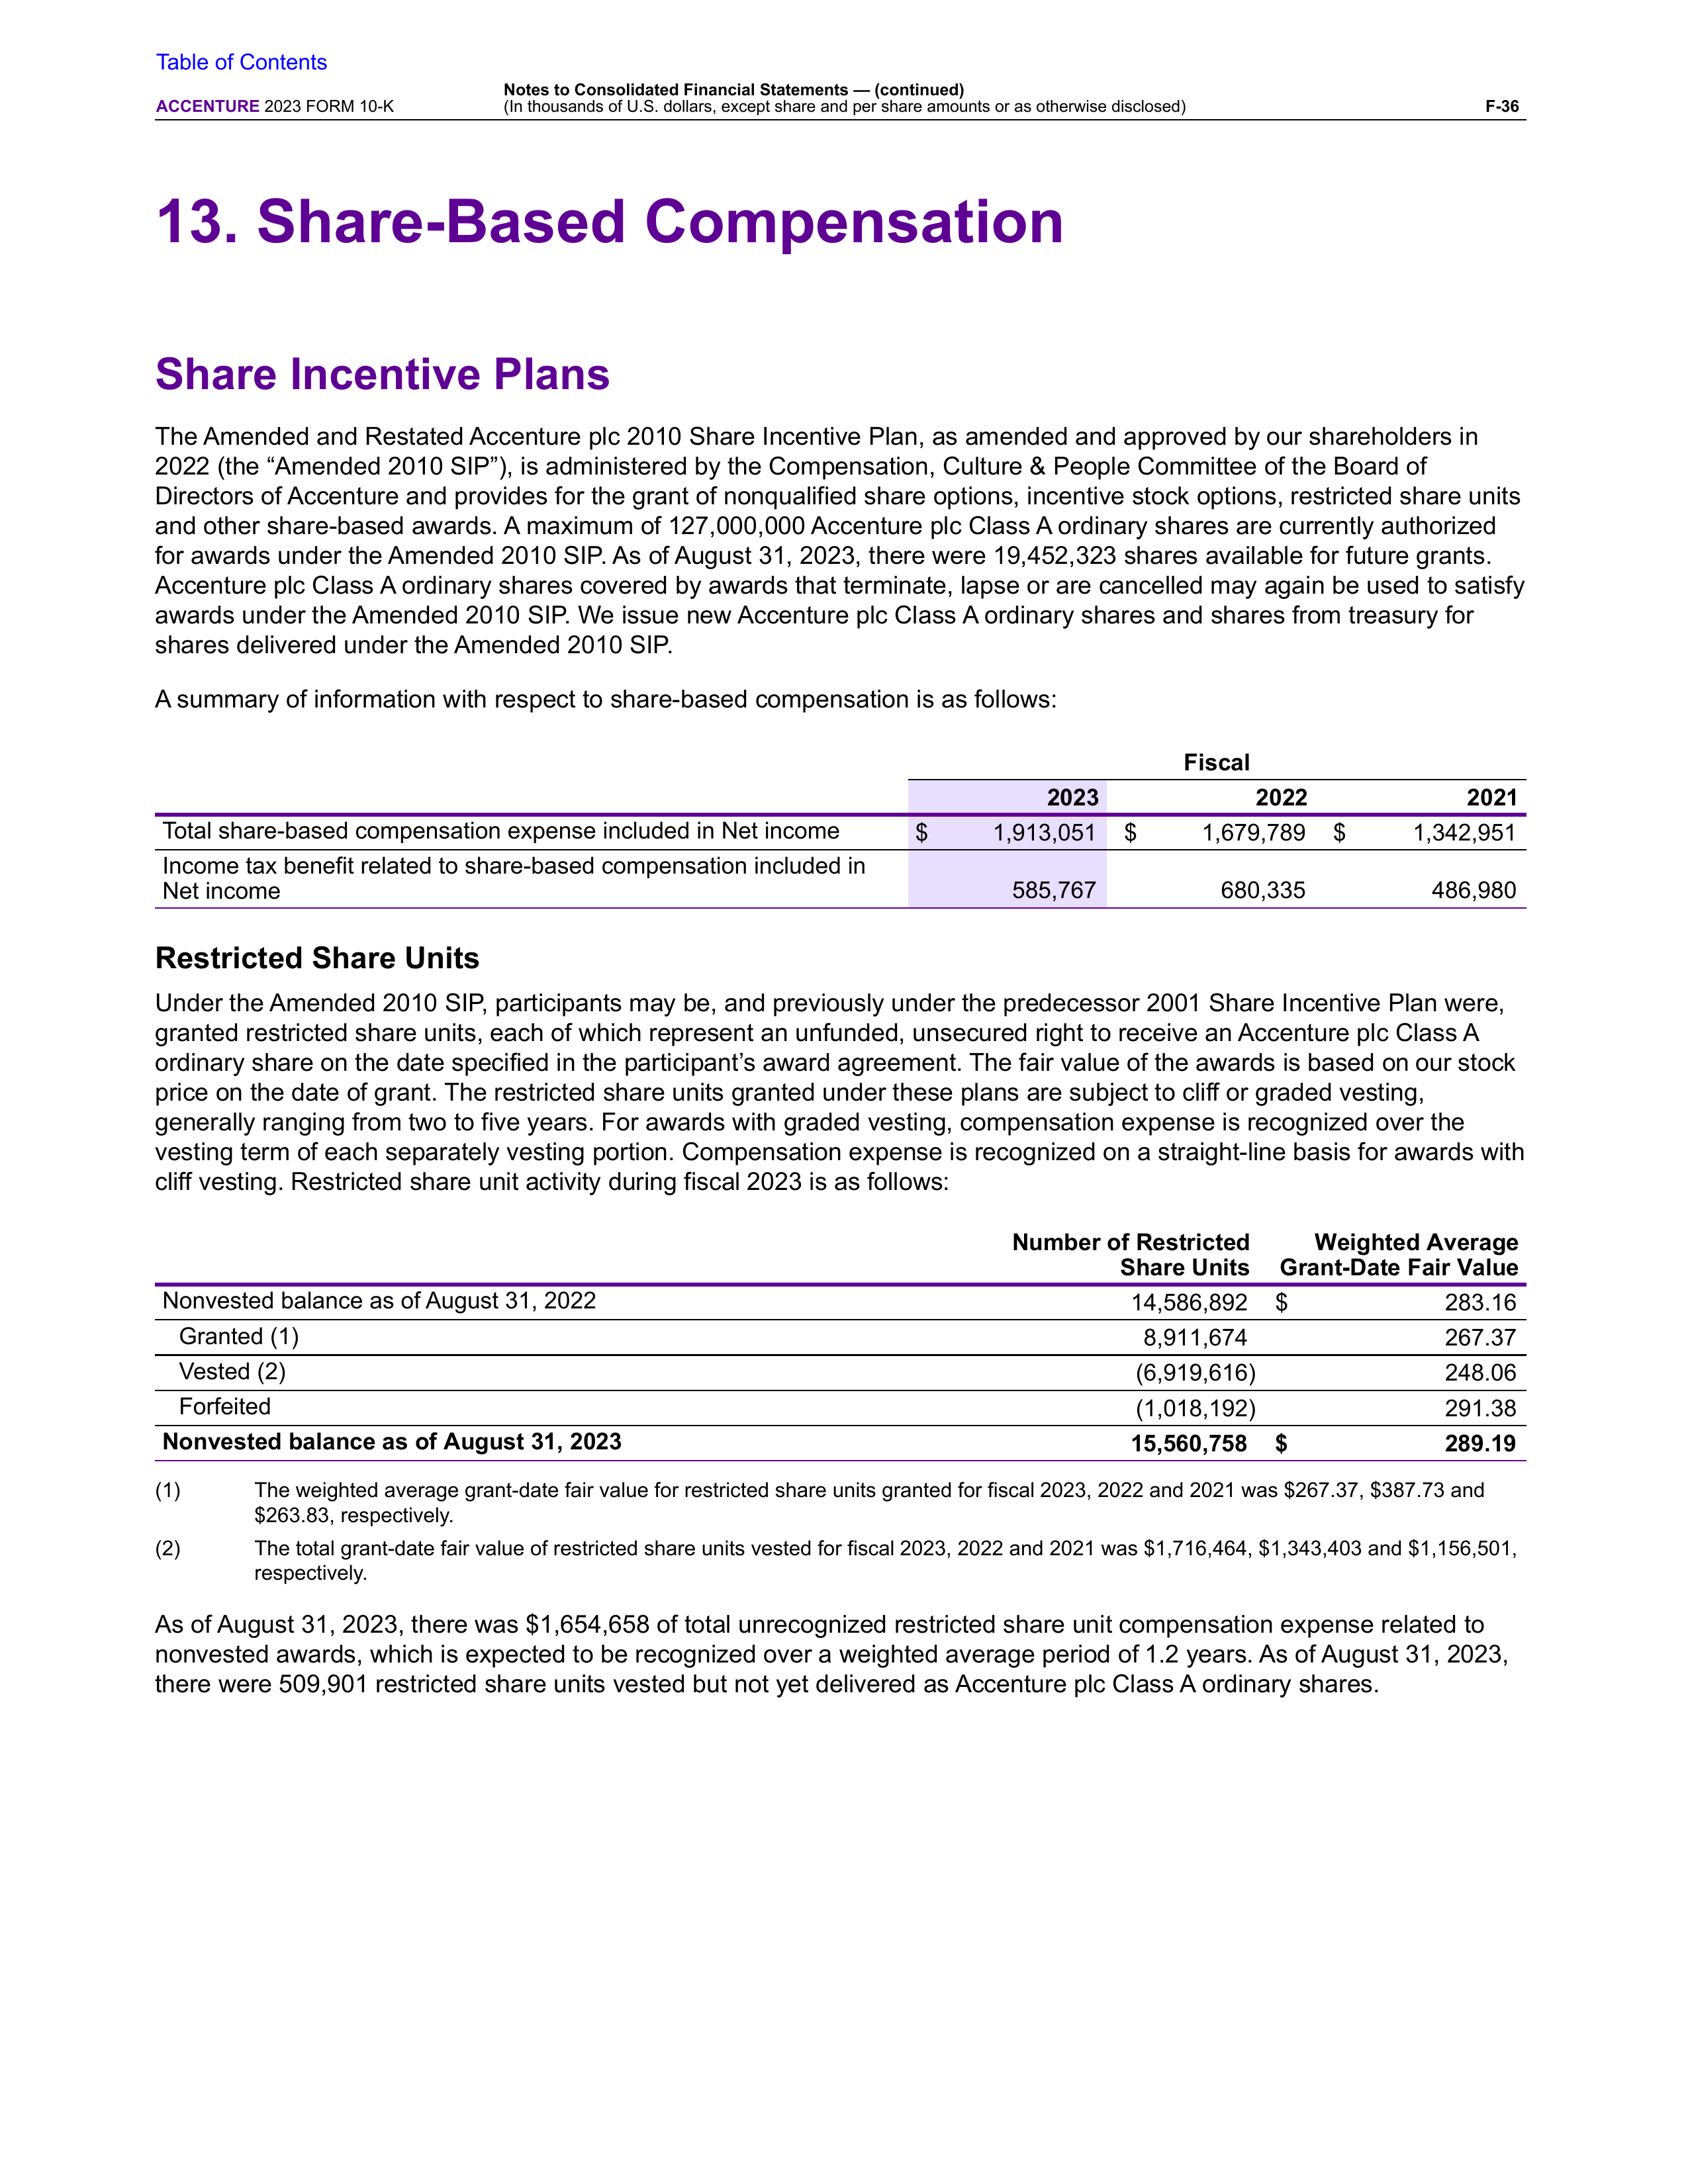 Table of Contents
Notes to Consolidated Financial Statements — (continued)
ACCENTURE 2023 FORM 10-K (In thousands of U.S. dollars, except share and per share amounts or as otherwise disclosed) F-36
13. Share-Based Compensation
Share Incentive Plans
The Amended and Restated Accenture plc 2010 Share Incentive Plan, as amended and approved by our shareholders in
2022 (the “Amended 2010 SIP”), is administered by the Compensation, Culture & People Committee of the Board of
Directors of Accenture and provides for the grant of nonqualified share options, incentive stock options, restricted share units
and other share-based awards. A maximum of 127,000,000 Accenture plc Class A ordinary shares are currently authorized
for awards under the Amended 2010 SIP. As of August 31, 2023, there were 19,452,323 shares available for future grants.
Accenture plc Class A ordinary shares covered by awards that terminate, lapse or are cancelled may again be used to satisfy
awards under the Amended 2010 SIP. We issue new Accenture plc Class A ordinary shares and shares from treasury for
shares delivered under the Amended 2010 SIP.
A summary of information with respect to share-based compensation is as follows:
Fiscal
2023 2022 2021
Total share-based compensation expense included in Net income $ 1,913,051 $ 1,679,789 $ 1,342,951
Income tax benefit related to share-based compensation included in
Net income 585,767 680,335 486,980
Restricted Share Units
Under the Amended 2010 SIP, participants may be, and previously under the predecessor 2001 Share Incentive Plan were,
granted restricted share units, each of which represent an unfunded, unsecured right to receive an Accenture plc Class A
ordinary share on the date specified in the participant’s award agreement. The fair value of the awards is based on our stock
price on the date of grant. The restricted share units granted under these plans are subject to cliff or graded vesting,
generally ranging from two to five years. For awards with graded vesting, compensation expense is recognized over the
vesting term of each separately vesting portion. Compensation expense is recognized on a straight-line basis for awards with
cliff vesting. Restricted share unit activity during fiscal 2023 is as follows:
Number of Restricted Weighted Average
Share Units Grant-Date Fair Value
Nonvested balance as of August 31, 2022 14,586,892 $ 283.16
Granted (1) 8,911,674 267.37
Vested (2) (6,919,616) 248.06
Forfeited (1,018,192) 291.38
Nonvested balance as of August 31, 2023 15,560,758 $ 289.19
(1) The weighted average grant-date fair value for restricted share units granted for fiscal 2023, 2022 and 2021 was $267.37, $387.73 and
$263.83, respectively.
(2) The total grant-date fair value of restricted share units vested for fiscal 2023, 2022 and 2021 was $1,716,464, $1,343,403 and $1,156,501,
respectively.
As of August 31, 2023, there was $1,654,658 of total unrecognized restricted share unit compensation expense related to
nonvested awards, which is expected to be recognized over a weighted average period of 1.2 years. As of August 31, 2023,
there were 509,901 restricted share units vested but not yet delivered as Accenture plc Class A ordinary shares.